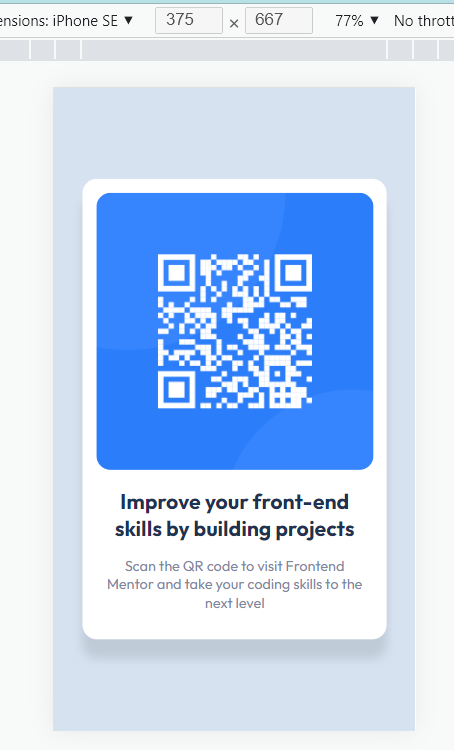 ensions: iPhone SE ▼ 375 × 667 77% ▼ No thrott
Improve your front-end
skills by building projects
Scan the QR code to visit Frontend
Mentor and take your coding skills to the
next level